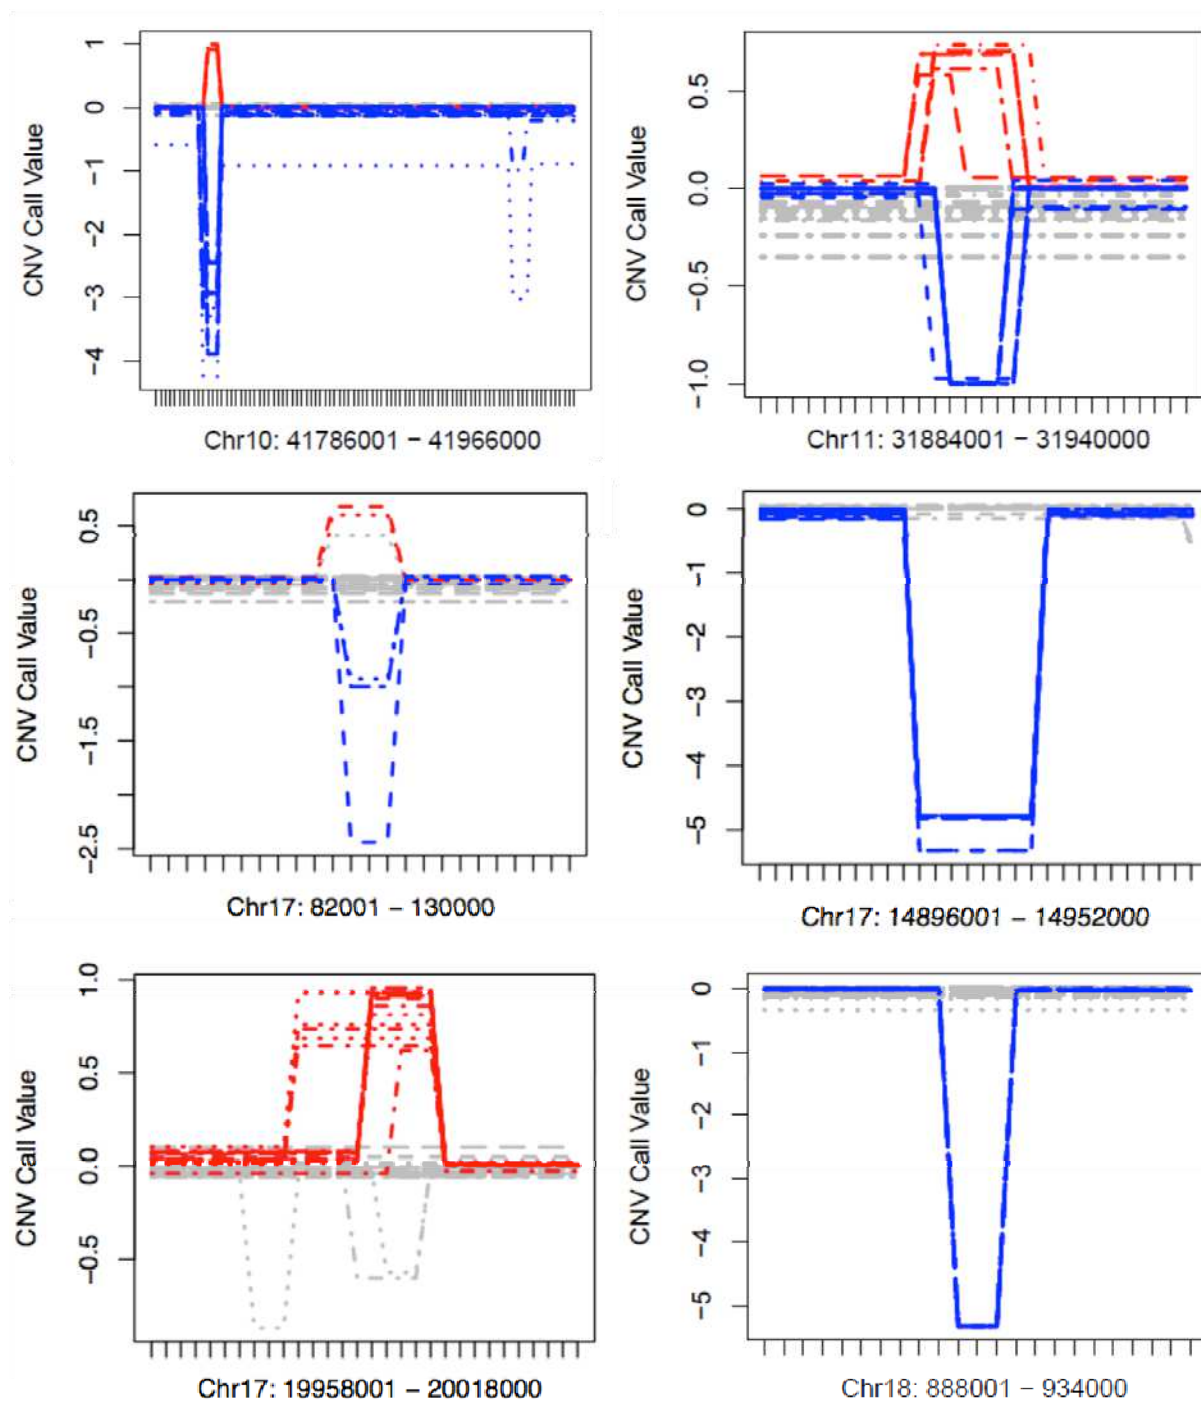 CNV Call Value
1
0
−1
−2
−3
−4
Chr10: 41786001 − 41966000
CNV Call Value
0.5
0.0
−0.5
−1.0
Chr11: 31884001 − 31940000
CNV Call Value
0.5
−0.5
−1.5
−2.5
Chr17: 82001 − 130000
CNV Call Value
0
−1
−2
−3
−4
−5
Chr17: 14896001 − 14952000
CNV Call Value
1.0
0.5
0.0
−0.5
Chr17: 19958001 − 20018000
CNV Call Value
0
−1
−2
−3
−4
−5
Chr18: 888001 − 934000